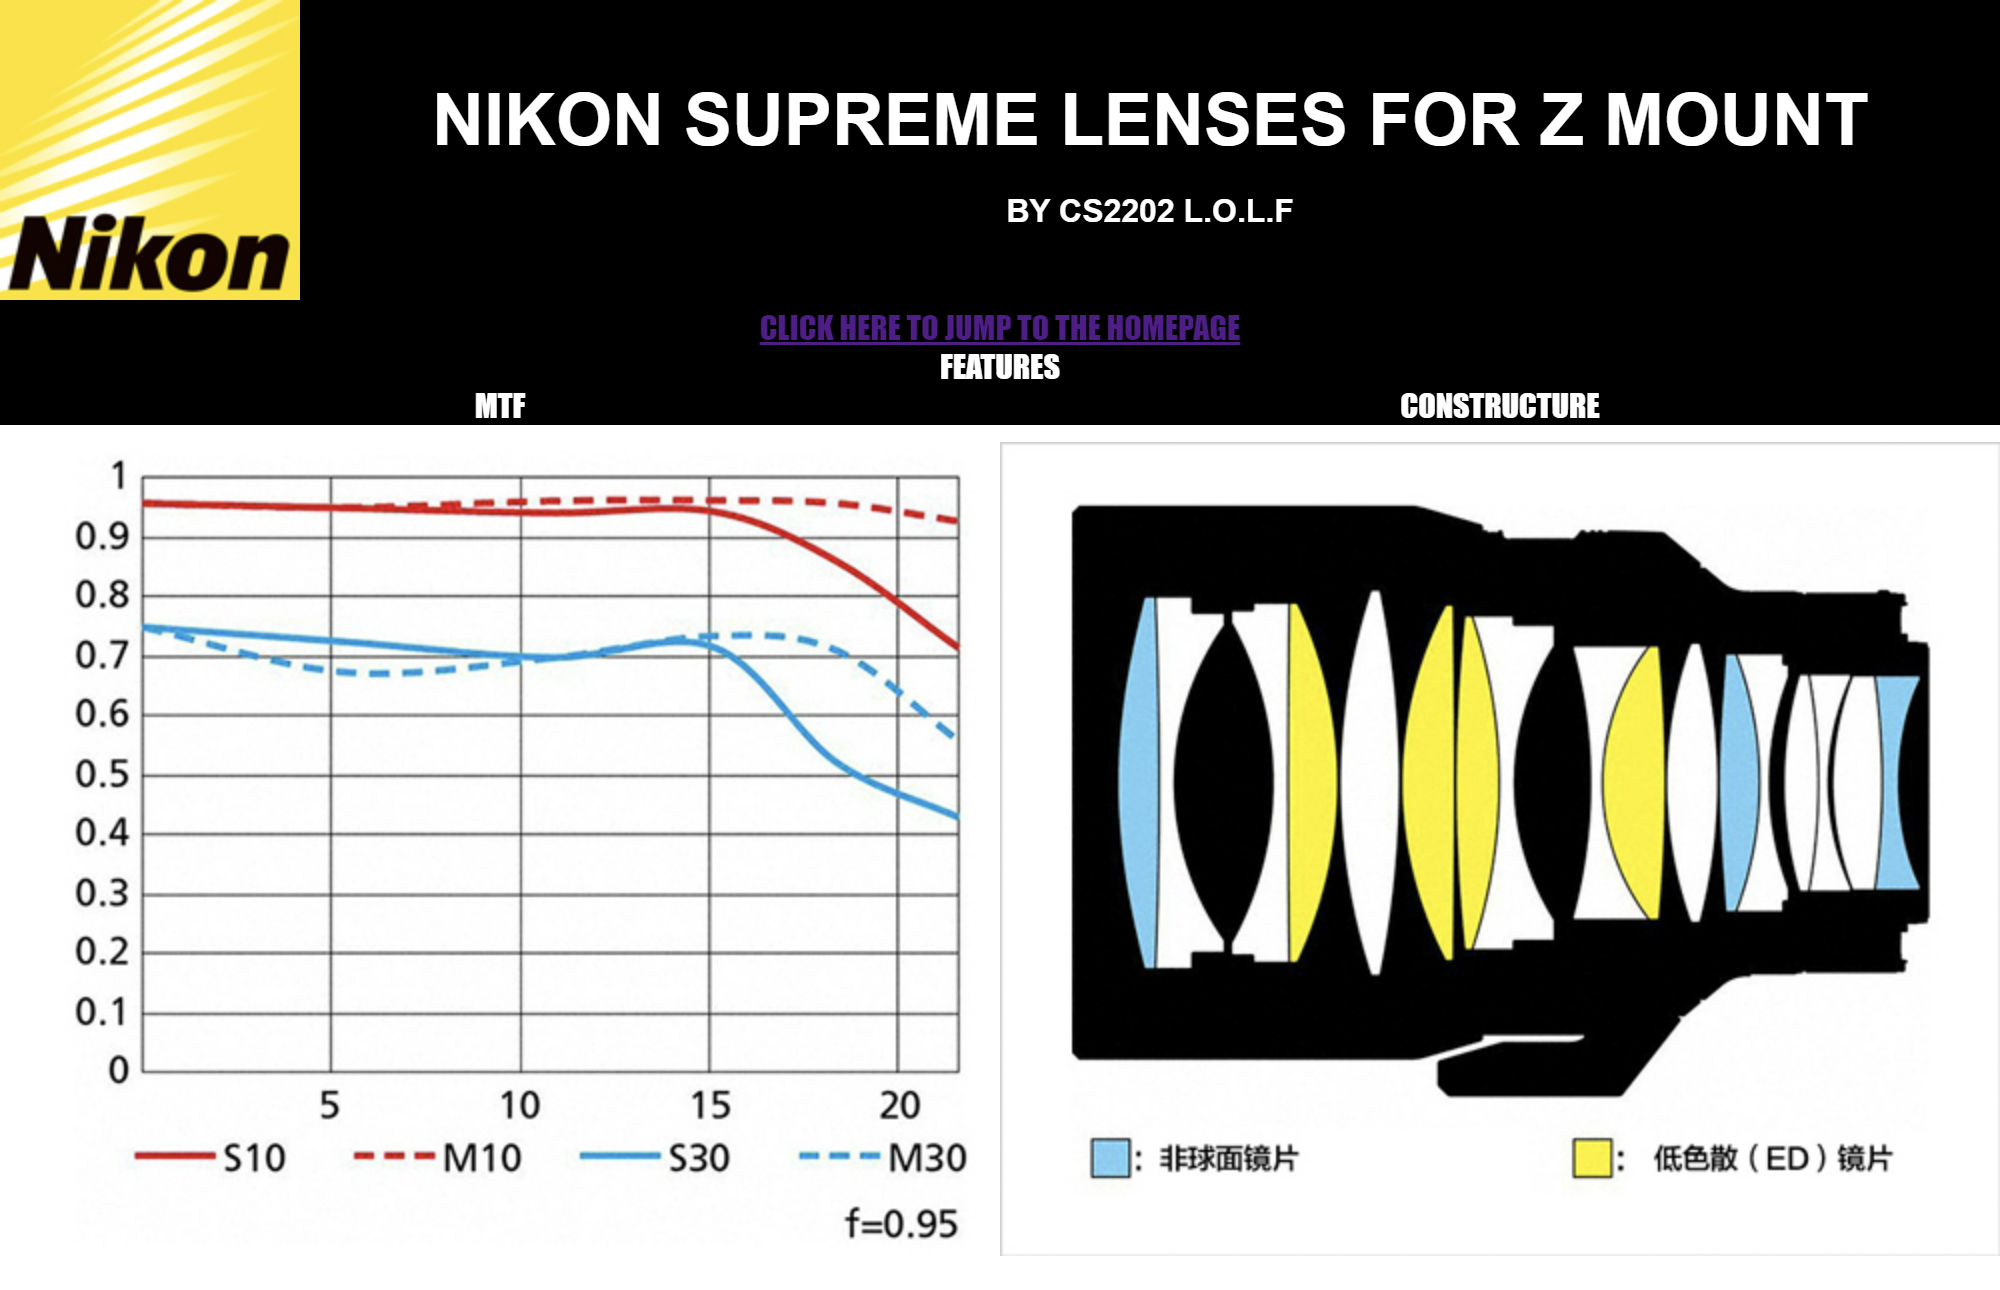 Nikon
NIKON SUPREME LENSES FOR Z MOUNT
BY CS2202 L.O.L.F
CLICK HERE TO JUMP TO THE HOMEPAGE
FEATURES
MTF
CONSTRUCTURE
1
0.9
0.8
0.7
0.6
0.5
0.4
0.3
0.2
0.1
0
5 10 15 20
S10 M10 S30 M30
f=0.95
: 非球面镜片 : 低色散（ED）镜片